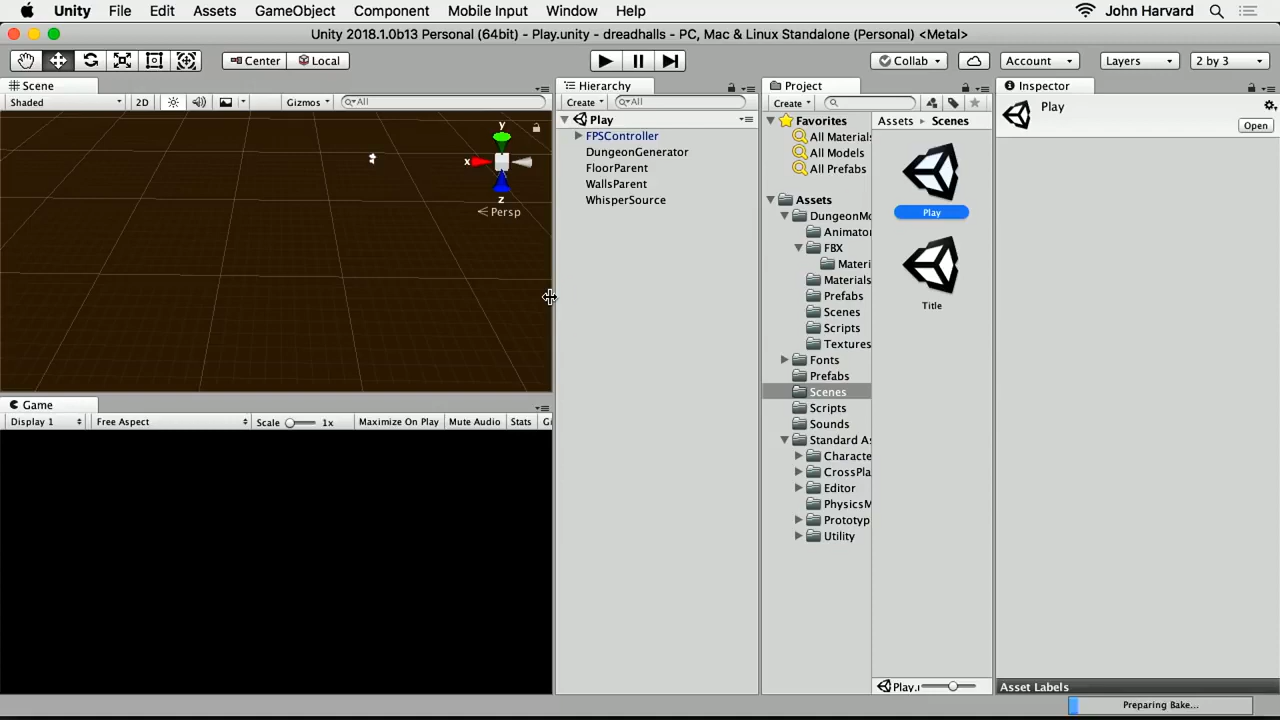 Unity File Edit Assets GameObject Component Mobile Input Window Help John Harvard
Unity 2018.1.0b13 Personal (64bit) - Play.unity - dreadhalls - PC, Mac & Linux Standalone (Personal) <Metal>
Center Local Collab Account Layers 2 by 3
Scene
Shaded 2D Gizmos All
y
x
z
Persp
Game
Display 1 Free Aspect Scale 1x Maximize On Play Mute Audio Stats Gi
Hierarchy
Create All
Play
FPSController
DungeonGenerator
FloorParent
WallsParent
WhisperSource
Project
Create
Favorites
All Materials
All Models
All Prefabs
Assets
DungeonMo
Animator
FBX
Materi
Materials
Prefabs
Scenes
Scripts
Textures
Fonts
Prefabs
Scenes
Scripts
Sounds
Standard As
Characte
CrossPla
Editor
PhysicsM
Prototyp
Utility
Assets Scenes
Play
Title
Play.u
Inspector
Play
Open
Asset Labels
Preparing Bake...